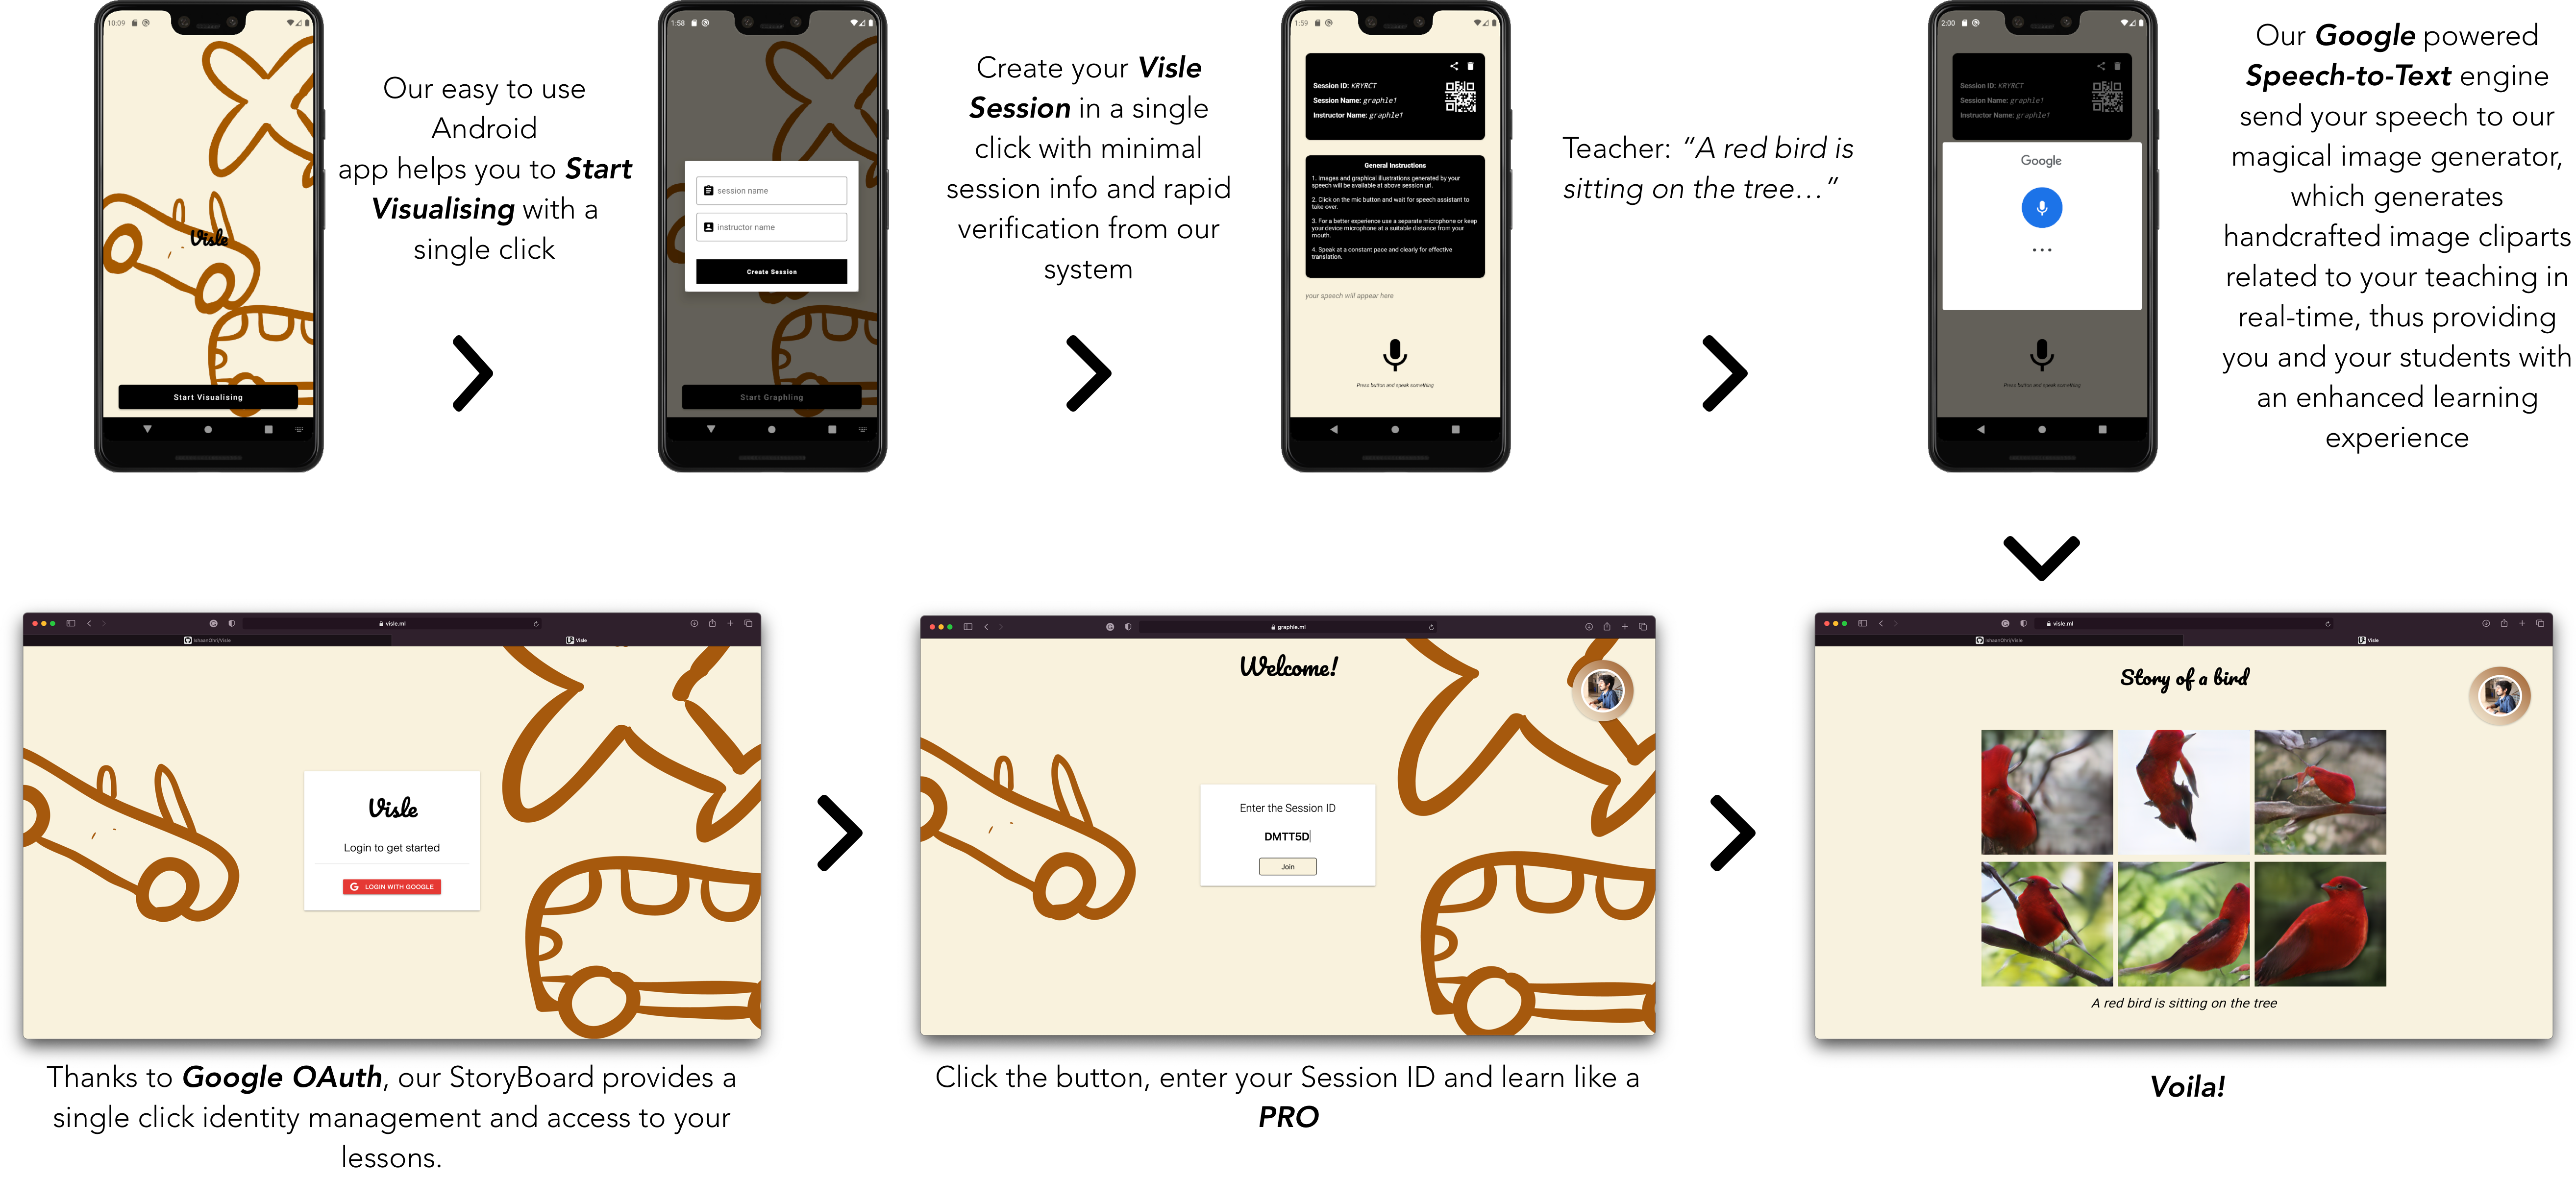 10:09
Visle
Start Visualising
Our easy to use
Android
app helps you to Start
Visualising with a
single click
1:58
session name
instructor name
Create Session
Start Graphling
Create your Visle
Session in a single
click with minimal
session info and rapid
verification from our
system
1:59
Session ID: KRYRCT
Session Name: graphle1
Instructor Name: graphle1
General Instructions
1. Images and graphical illustrations generated by your
speech will be available at above session url.
2. Click on the mic button and wait for speech assistant to
take-over.
3. For a better experience use a separate microphone or keep
your device microphone at a suitable distance from your
mouth.
4. Speak at a constant pace and clearly for effective
translation.
your speech will appear here
Press button and speak something
Teacher: “A red bird is
sitting on the tree...”
2:00
Session ID: KRYRCT
Session Name: graphle1
Instructor Name: graphle1
Google
Press button and speak something
Our Google powered
Speech-to-Text engine
send your speech to our
magical image generator,
which generates
handcrafted image cliparts
related to your teaching in
real-time, thus providing
you and your students with
an enhanced learning
experience
visle.ml
IshaanOhri/Visle
Visle
Visle
Login to get started
G LOGIN WITH GOOGLE
Thanks to Google OAuth, our StoryBoard provides a
single click identity management and access to your
lessons.
graphle.ml
Welcome!
Enter the Session ID
DMTT5D
Join
Click the button, enter your Session ID and learn like a
PRO
visle.ml
IshaanOhri/Visle
Visle
Story of a bird
A red bird is sitting on the tree
Voila!